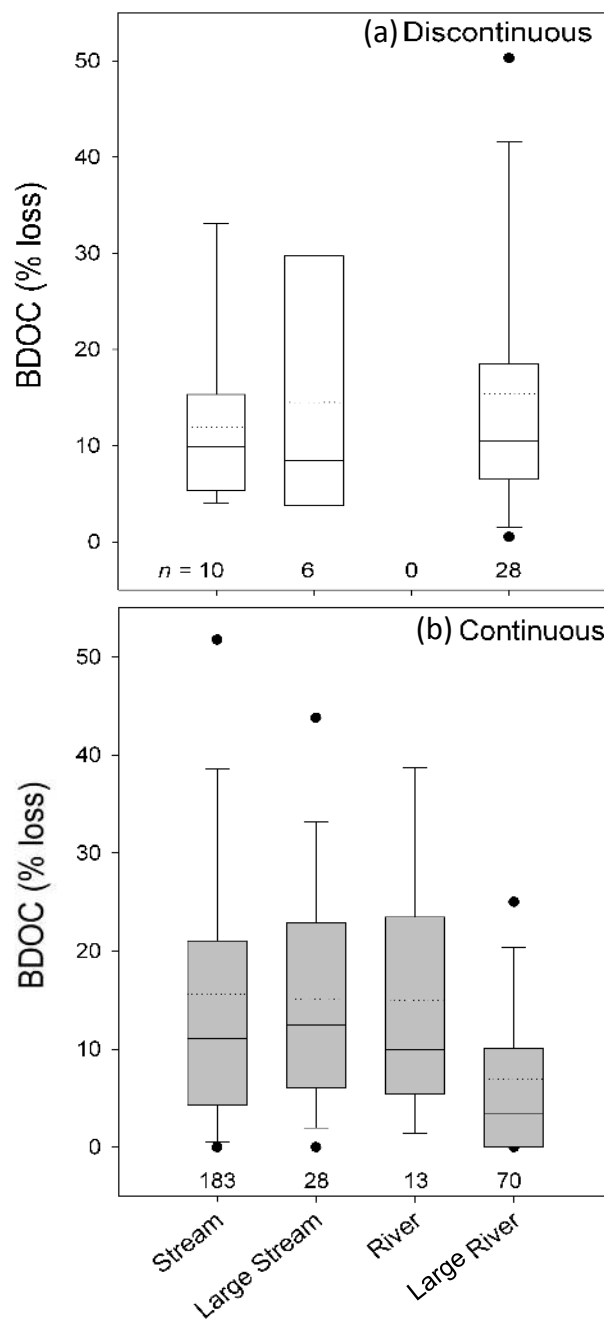 (a) Discontinuous
BDOC (% loss)
50
40
30
20
10
0
n = 10 6 0 28
(b) Continuous
BDOC (% loss)
50
40
30
20
10
0
183 28 13 70
Stream
Large Stream
River
Large River